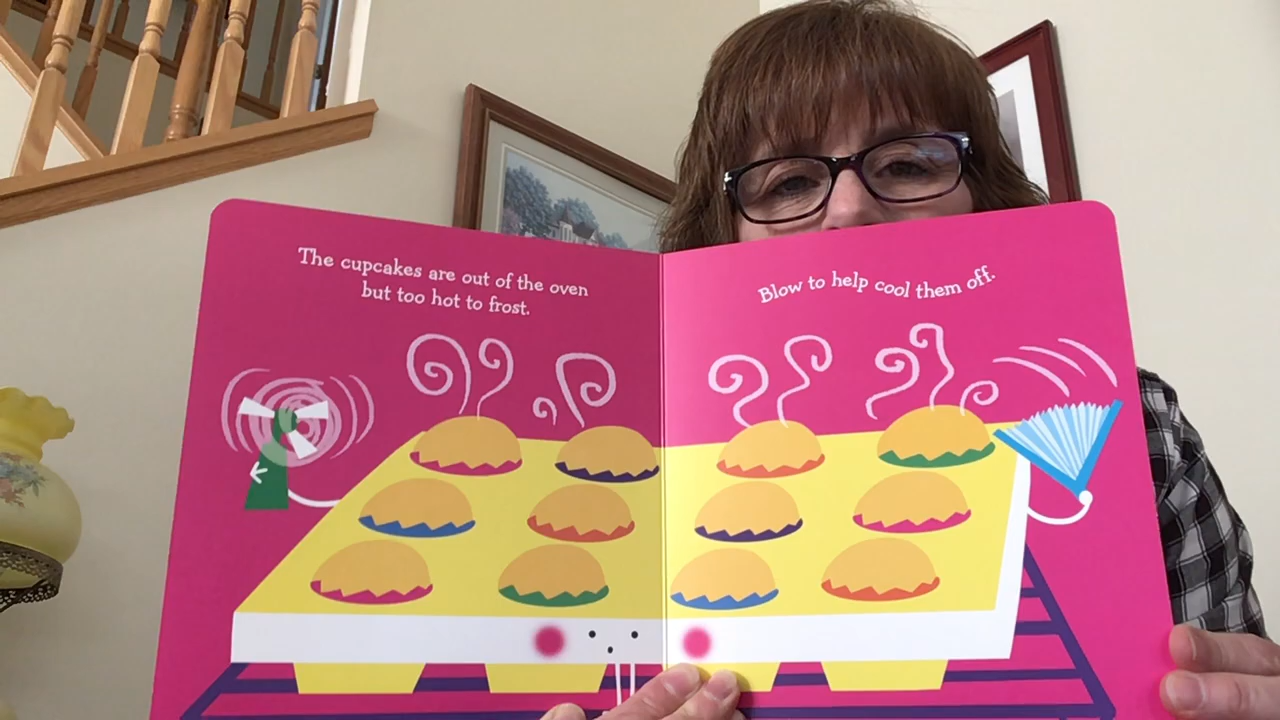 The cupcakes are out of the oven
but too hot to frost.
Blow to help cool them off.